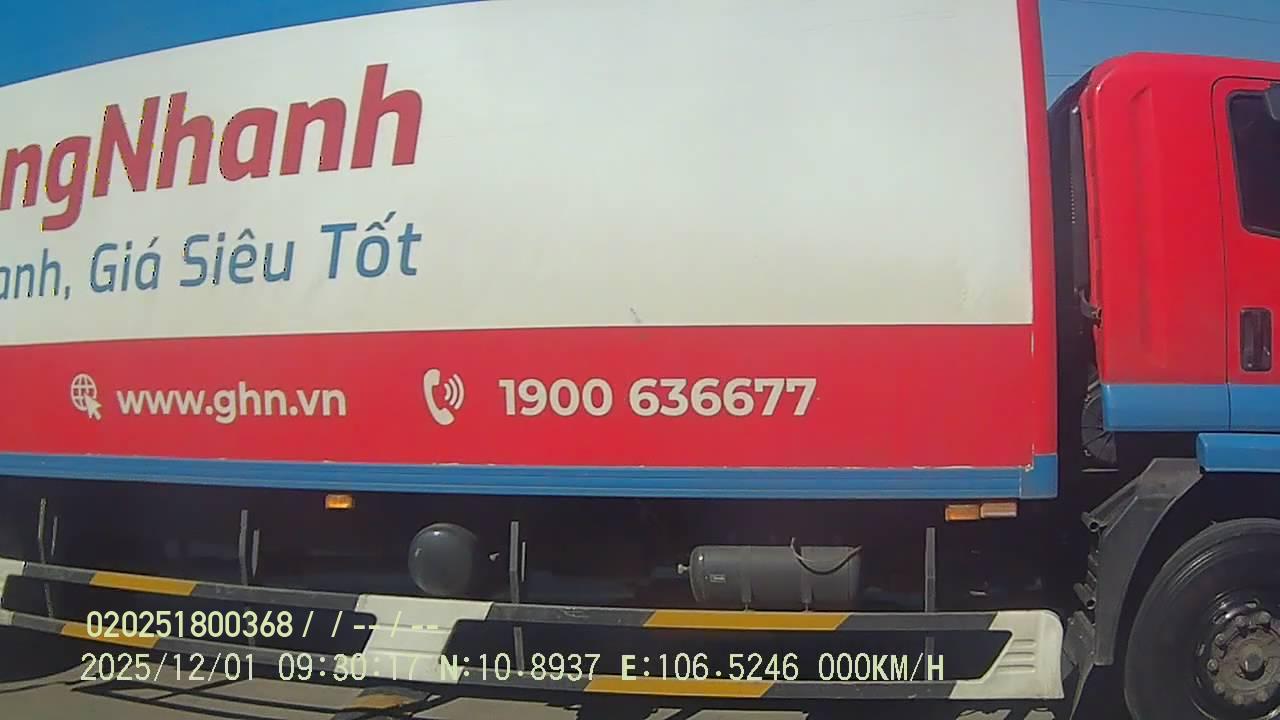 ngNhanh
anh, Giá Siêu Tốt
www.ghn.vn 1900 636677
020251800368 / / -- / --
2025/12/01 09:30:17 N:10.8937 E:106.5246 000KM/H